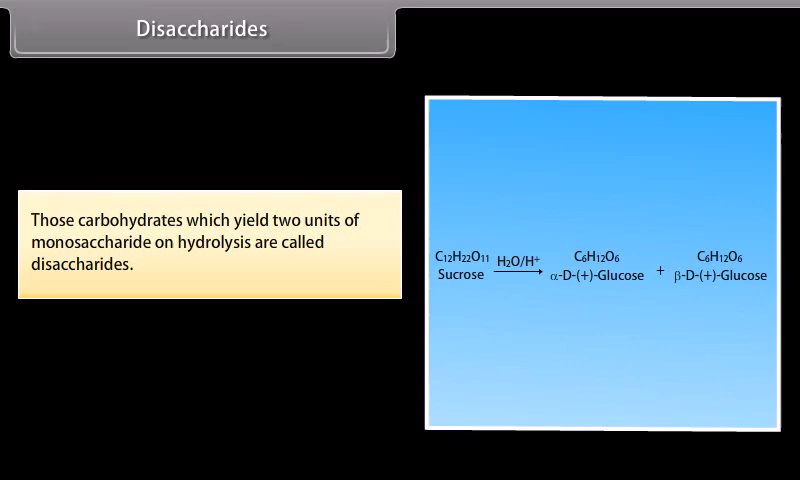 Disaccharides
Those carbohydrates which yield two units of
monosaccharide on hydrolysis are called
disaccharides.
C₁₂H₂₂O₁₁ H₂O/H⁺ C₆H₁₂O₆ + C₆H₁₂O₆
Sucrose α-D-(+)-Glucose β-D-(+)-Glucose